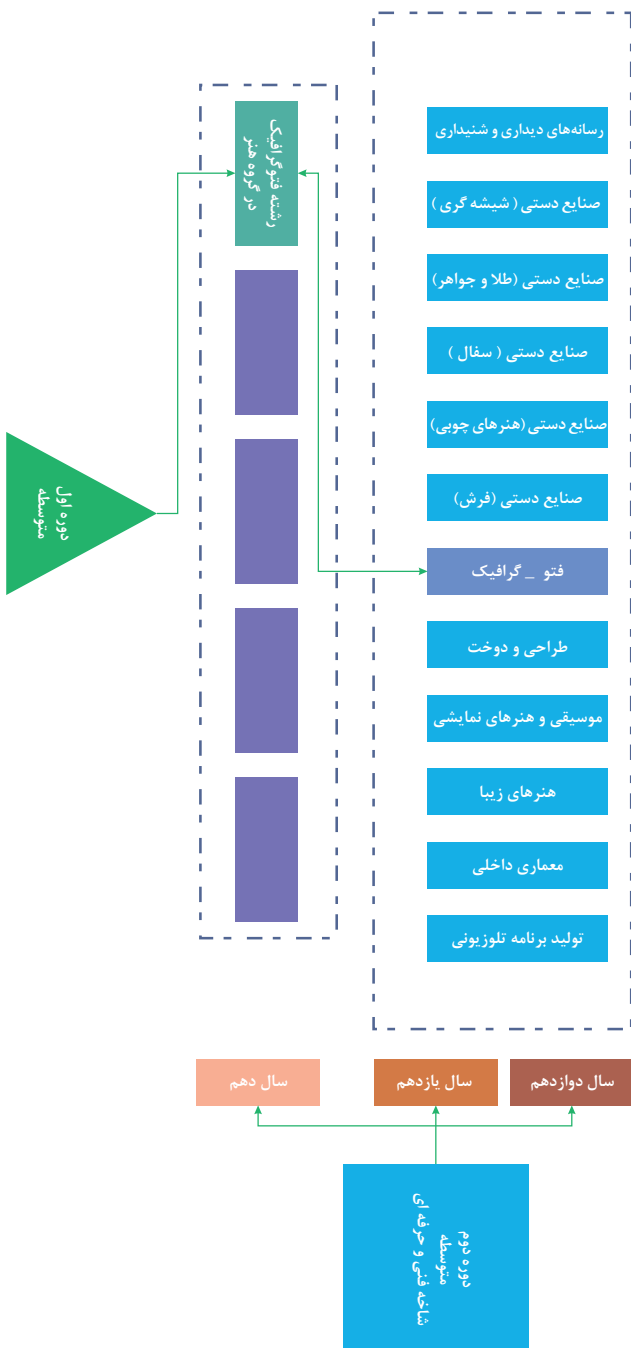 رسانه‌های دیداری و شنیداری
صنایع دستی ( شیشه گری )
صنایع دستی (طلا و جواهر)
صنایع دستی ( سفال )
صنایع دستی (هنرهای چوبی)
صنایع دستی (فرش)
فتو _ گرافیک
طراحی و دوخت
موسیقی و هنرهای نمایشی
هنرهای زیبا
معماری داخلی
تولید برنامه تلوزیونی
رشته فتوگرافیک
در گروه هنر
دوره اول
متوسطه
سال دهم
سال یازدهم
سال دوازدهم
دوره دوم
متوسطه
شاخه فنی و حرفه ای